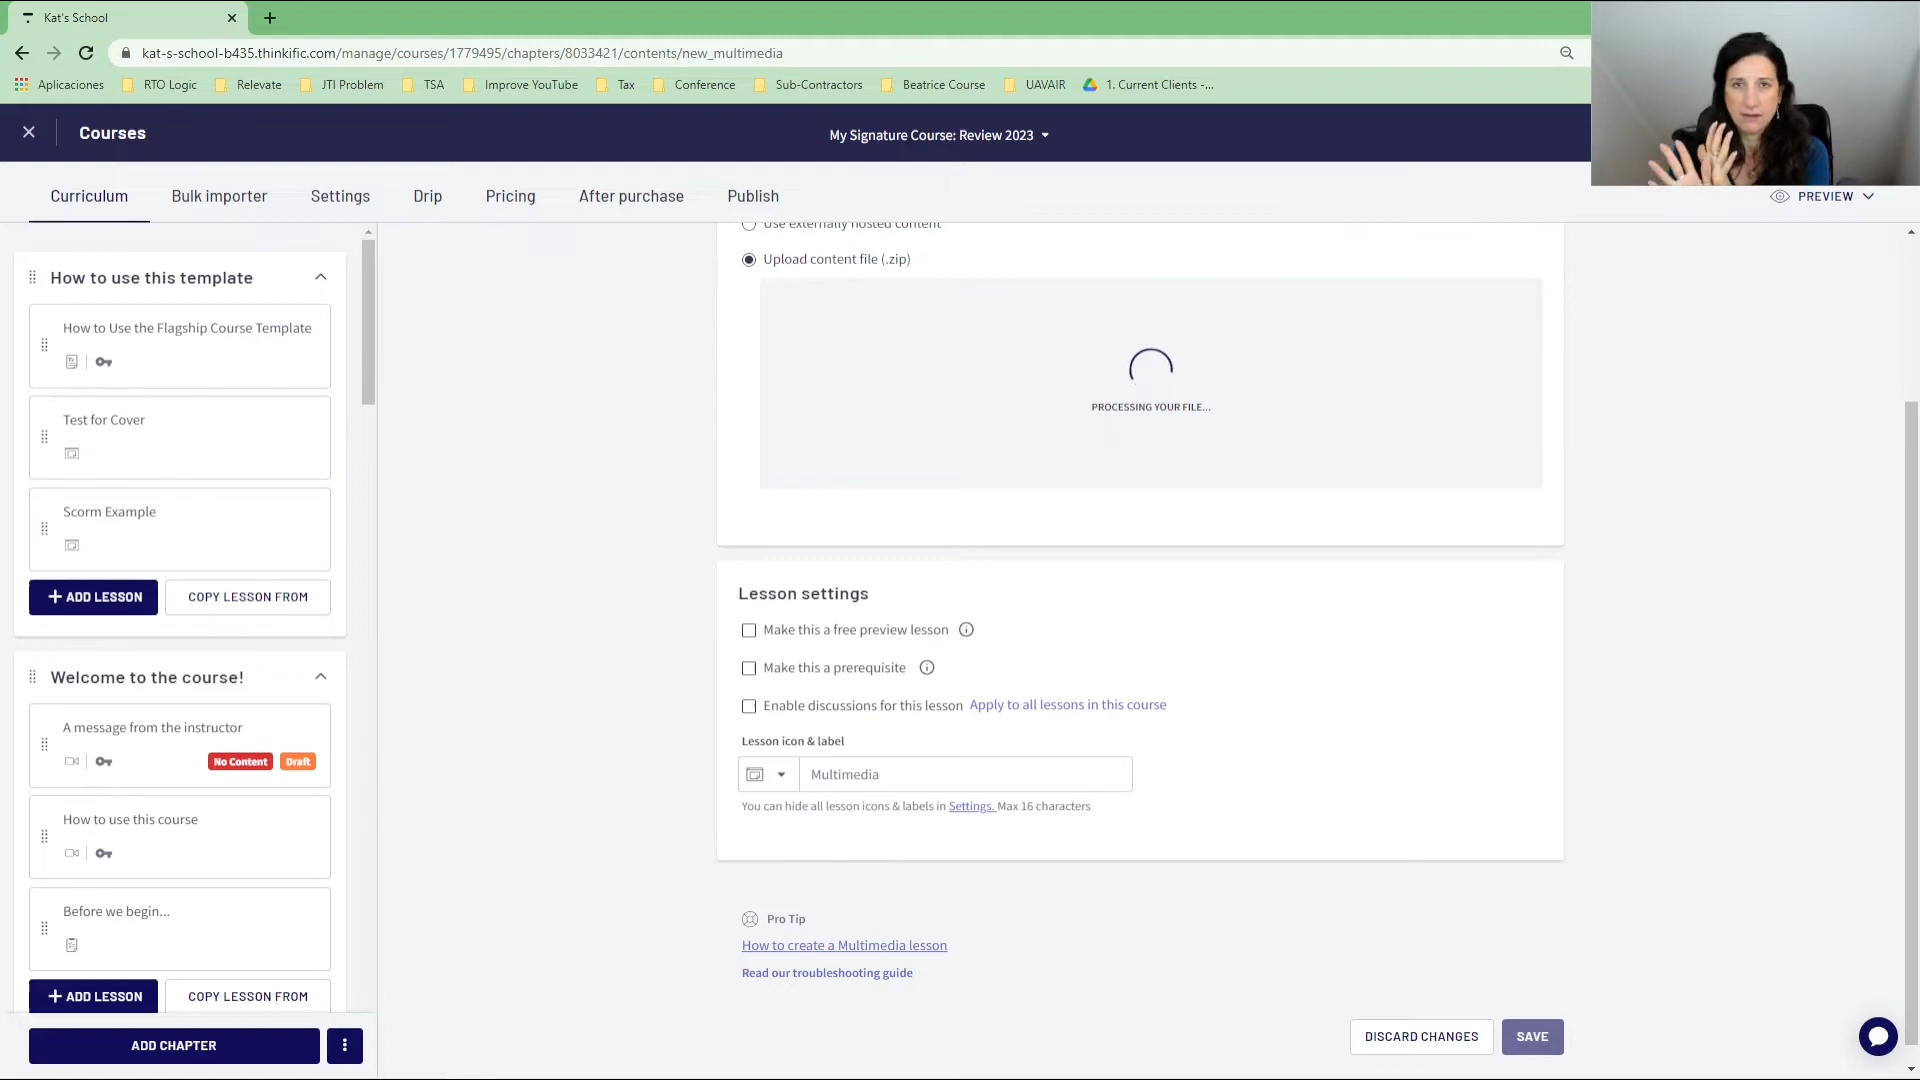 Kat's School
kat-s-school-b435.thinkific.com/manage/courses/1779495/chapters/8033421/contents/new_multimedia
Aplicaciones RTO Logic Relevate JTI Problem TSA Improve YouTube Tax Conference Sub-Contractors Beatrice Course UAVAIR 1. Current Clients -...
Courses
My Signature Course: Review 2023
Curriculum Bulk importer Settings Drip Pricing After purchase Publish
PREVIEW
How to use this template
How to Use the Flagship Course Template
Test for Cover
Scorm Example
+ ADD LESSON COPY LESSON FROM
Welcome to the course!
A message from the instructor
No Content Draft
How to use this course
Before we begin...
+ ADD LESSON COPY LESSON FROM
ADD CHAPTER
Use externally hosted content
Upload content file (.zip)
PROCESSING YOUR FILE...
Lesson settings
Make this a free preview lesson
Make this a prerequisite
Enable discussions for this lesson Apply to all lessons in this course
Lesson icon & label
Multimedia
You can hide all lesson icons & labels in Settings. Max 16 characters
Pro Tip
How to create a Multimedia lesson
Read our troubleshooting guide
DISCARD CHANGES SAVE